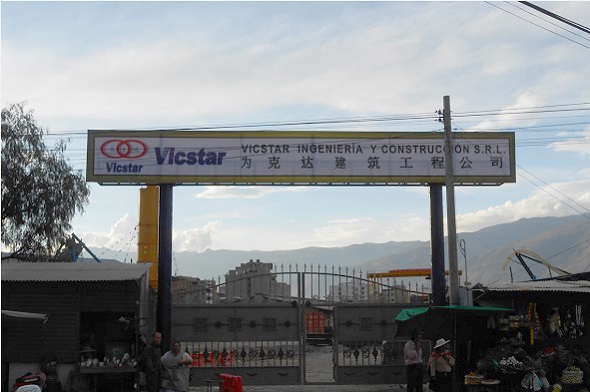 Vicstar
Vicstar
VICSTAR INGENIERÍA Y CONSTRUCCIÓN S.R.L.
为克达建筑工程公司